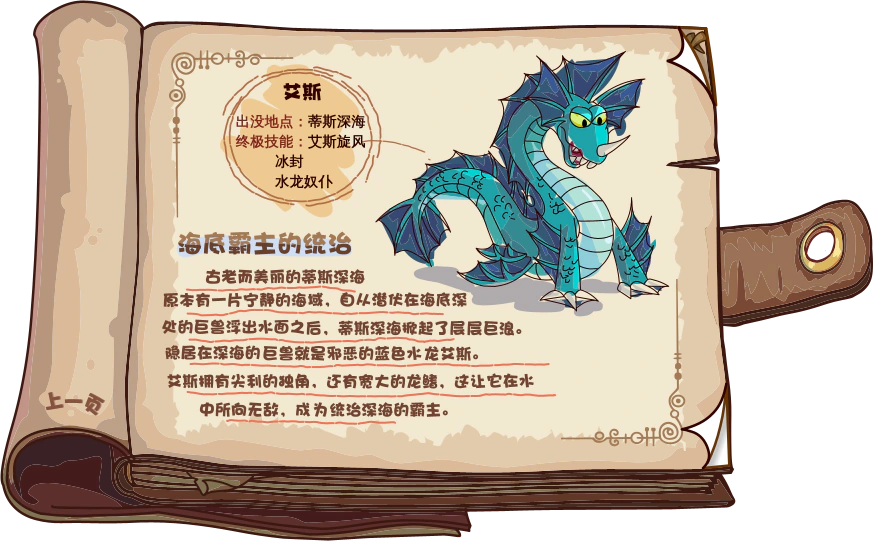 艾斯
出没地点：蒂斯深海
终极技能：艾斯旋风
冰封
水龙奴仆
海底霸主的统治
古老而美丽的蒂斯深海
原本有一片宁静的海域，自从潜伏在海底深
处的巨兽浮出水面之后，蒂斯深海掀起了层层巨浪。
隐居在深海的巨兽就是邪恶的蓝色水龙艾斯。
艾斯拥有尖利的独角，还有宽大的龙鳍，这让它在水
中所向无敌，成为统治深海的霸主。
上一页